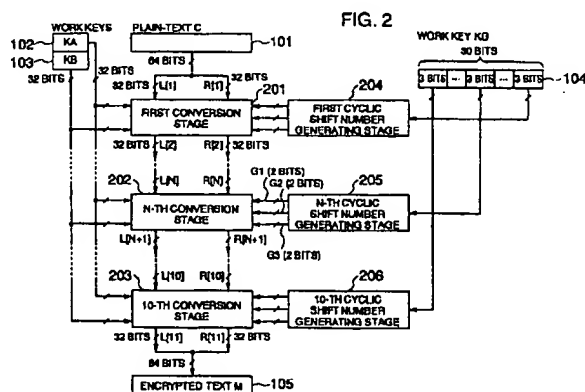 FIG. 2
WORK KEYS
102
KA
103
KB
32 BITS
32 BITS
PLAIN-TEXT C
101
64 BITS
32 BITS
L[1]
R[1]
32 BITS
WORK KEY KG
30 BITS
3 BITS
...
3 BITS
...
3 BITS
104
201
FIRST CONVERSION
STAGE
204
FIRST CYCLIC
SHIFT NUMBER
GENERATING STAGE
32 BITS
L[2]
R[2]
32 BITS
202
L[N]
R[N]
G1 (2 BITS)
G2 (2 BITS)
205
N-TH CONVERSION
STAGE
N-TH CYCLIC
SHIFT NUMBER
GENERATING STAGE
G3 (2 BITS)
L[N+1]
R[N+1]
203
L[10]
R[10]
206
10-TH CONVERSION
STAGE
10-TH CYCLIC
SHIFT NUMBER
GENERATING STAGE
32 BITS
L[11]
R[11]
32 BITS
64 BITS
ENCRYPTED TEXT M
105